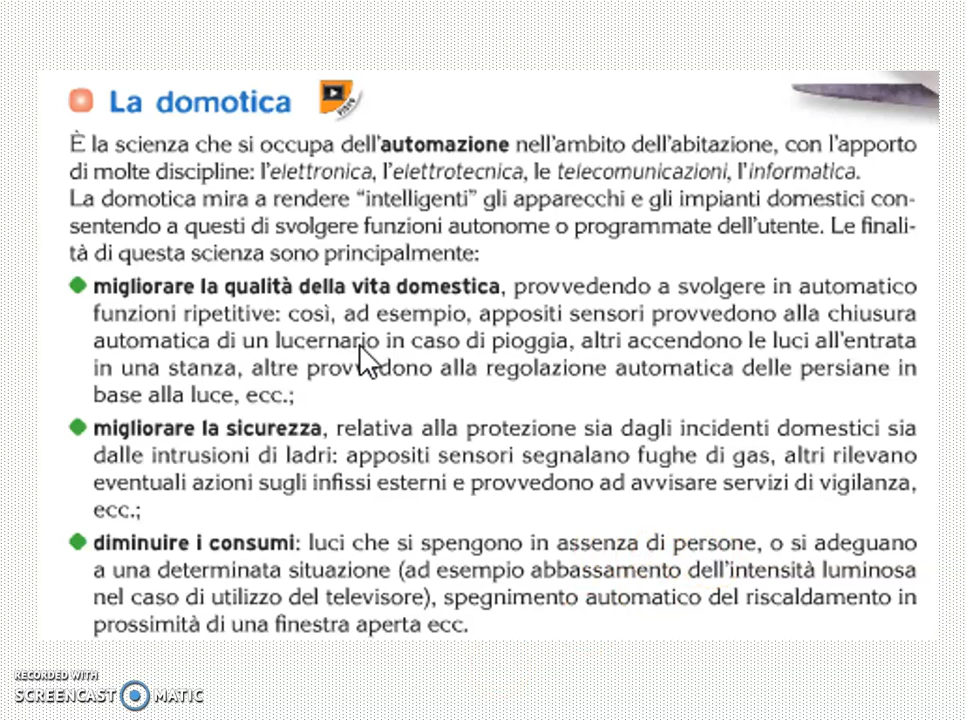 La domotica
VIDEO
È la scienza che si occupa dell'automazione nell'ambito dell'abitazione, con l'apporto
di molte discipline: l'elettronica, l'elettrotecnica, le telecomunicazioni, l'informatica.
La domotica mira a rendere "intelligenti" gli apparecchi e gli impianti domestici con-
sentendo a questi di svolgere funzioni autonome o programmate dell'utente. Le finali-
tà di questa scienza sono principalmente:
migliorare la qualità della vita domestica, provvedendo a svolgere in automatico
funzioni ripetitive: così, ad esempio, appositi sensori provvedono alla chiusura
automatica di un lucernario in caso di pioggia, altri accendono le luci all'entrata
in una stanza, altre provvedono alla regolazione automatica delle persiane in
base alla luce, ecc.;
migliorare la sicurezza, relativa alla protezione sia dagli incidenti domestici sia
dalle intrusioni di ladri: appositi sensori segnalano fughe di gas, altri rilevano
eventuali azioni sugli infissi esterni e provvedono ad avvisare servizi di vigilanza,
ecc.;
diminuire i consumi: luci che si spengono in assenza di persone, o si adeguano
a una determinata situazione (ad esempio abbassamento dell'intensità luminosa
nel caso di utilizzo del televisore), spegnimento automatico del riscaldamento in
prossimità di una finestra aperta ecc.
RECORDED WITH
SCREENCAST MATIC